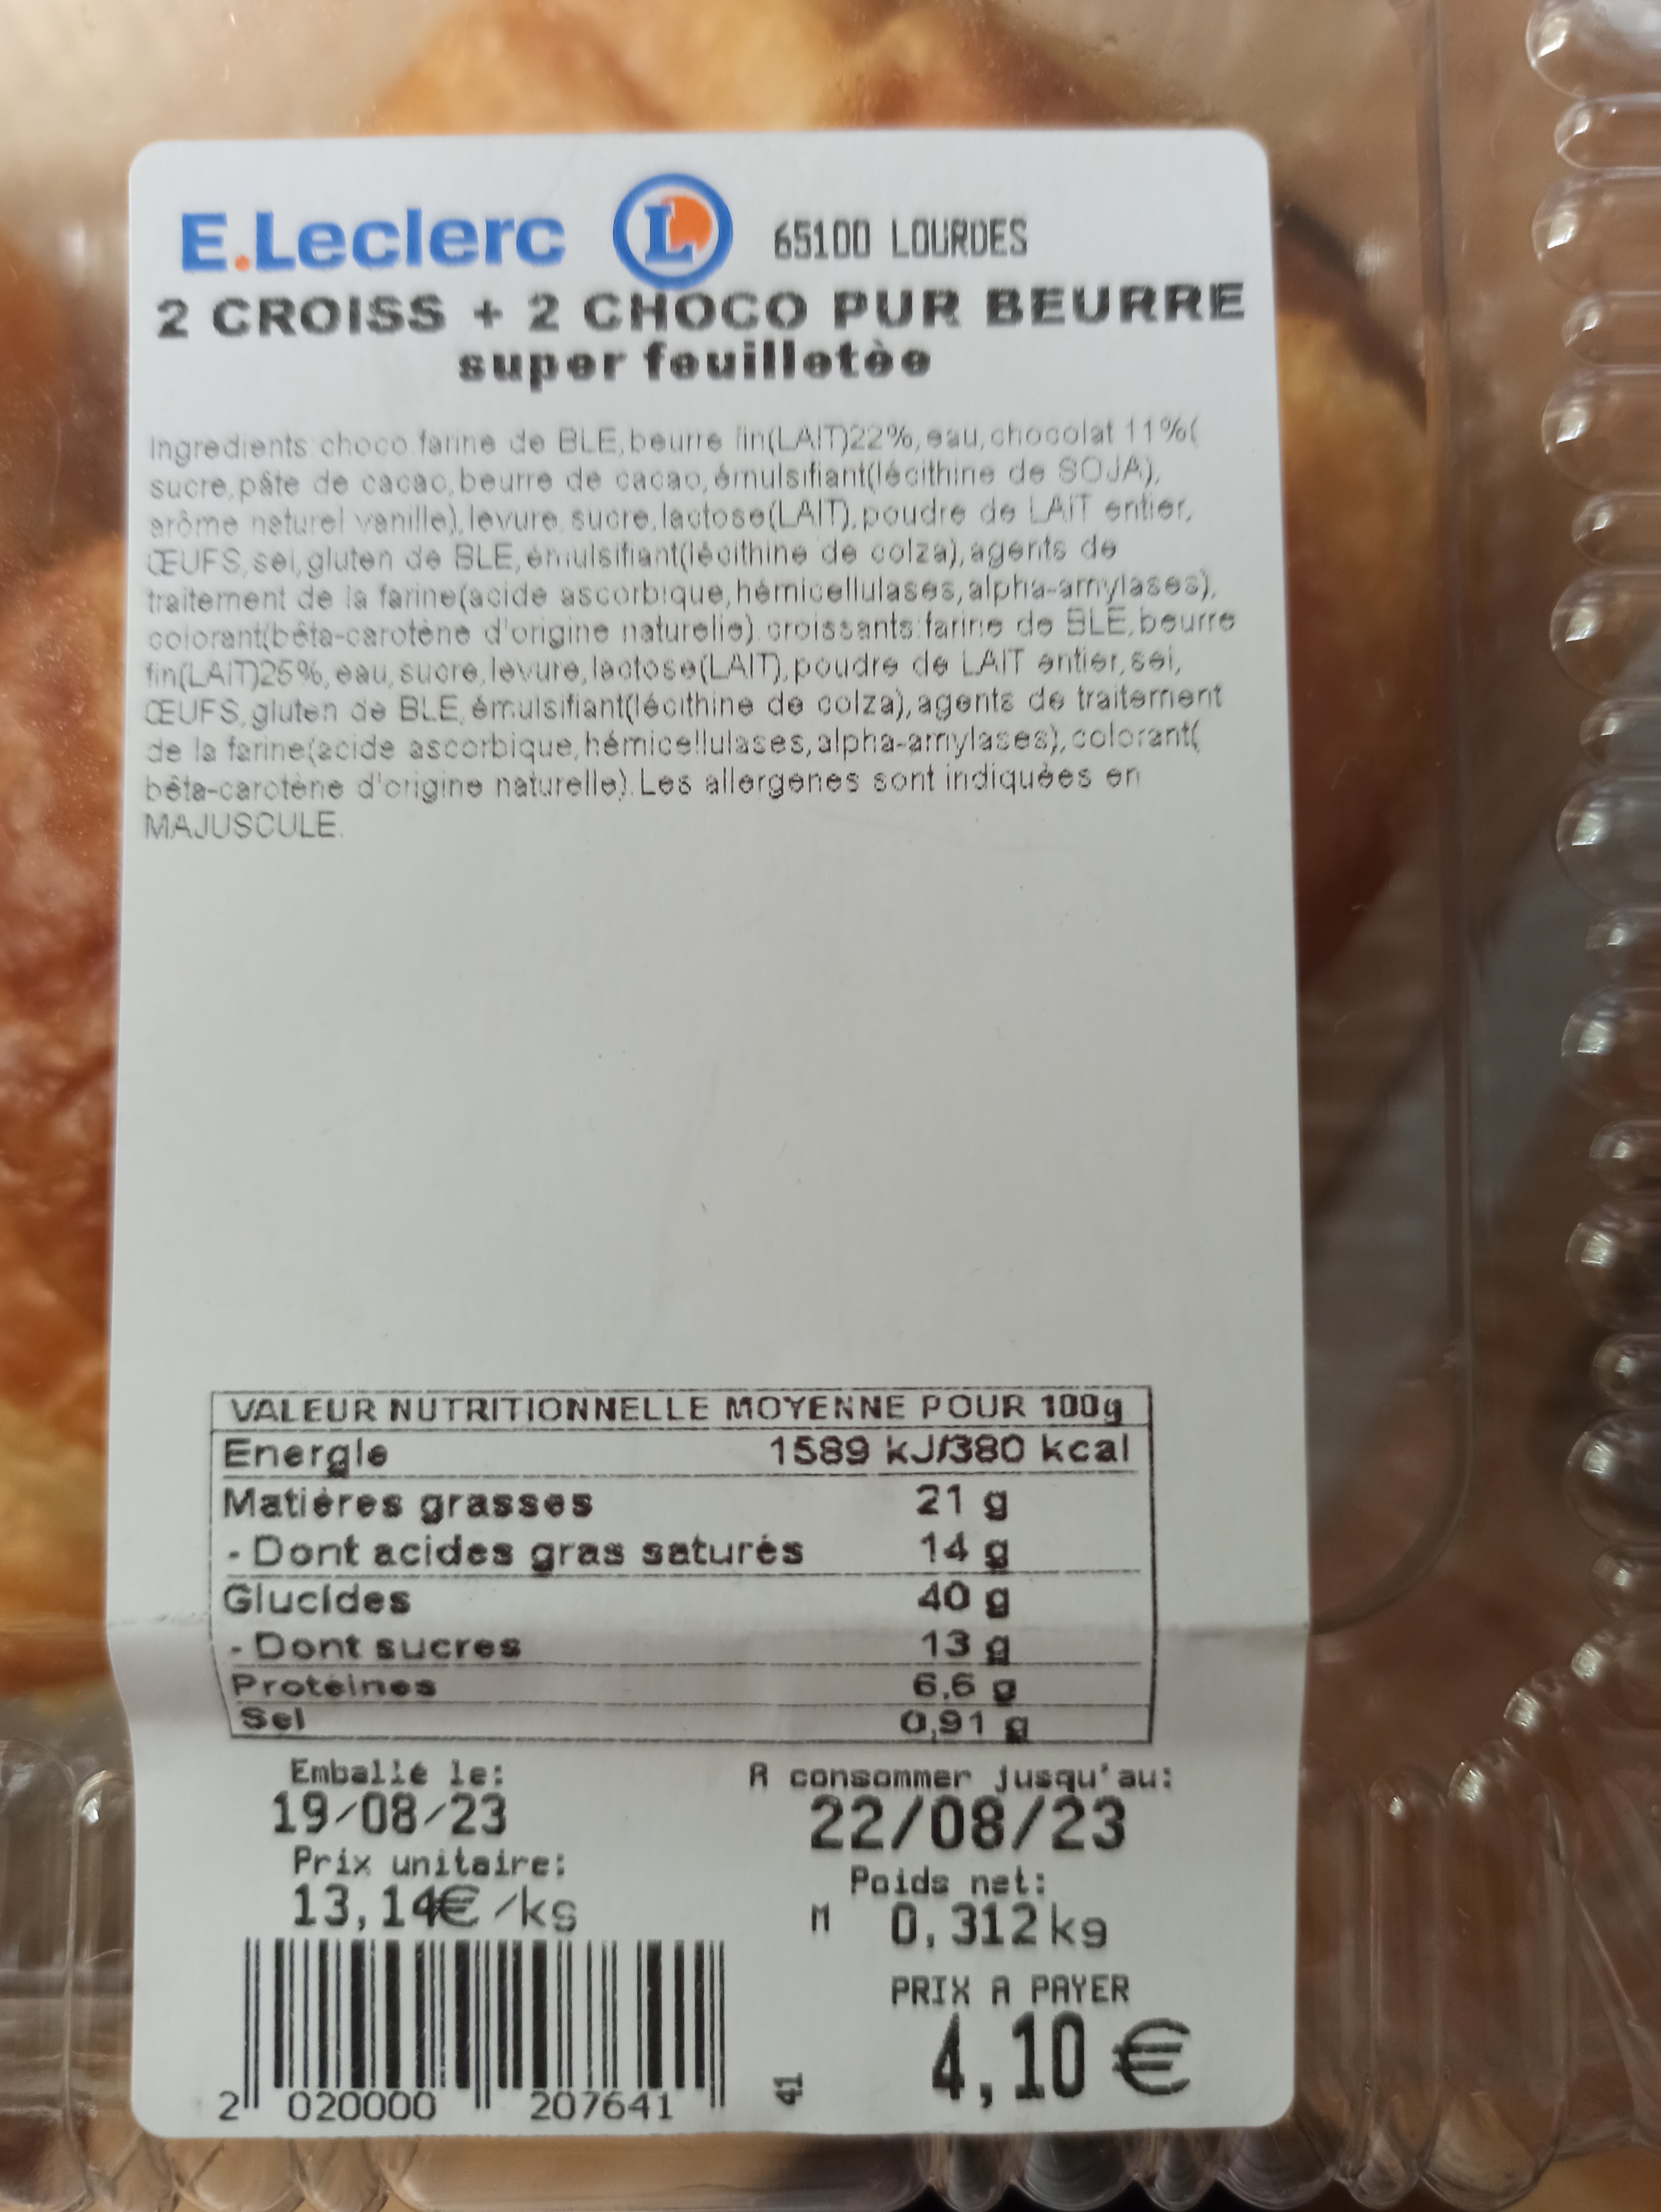 E.Leclerc L 65100 LOURDES
2 CROISS + 2 CHOCO PUR BEURRE
super feuilletèe
Ingredients:choco:farine de BLE,beurre fin(LAIT)22%,eau,chocolat 11%(
sucre,pâte de cacao,beurre de cacao,émulsifiant(lécithine de SOJA),
arôme naturel vanille),levure,sucre,lactose(LAIT),poudre de LAIT entier,
ŒUFS,sel,gluten de BLE,émulsifiant(lécithine de colza),agents de
traitement de la farine(acide ascorbique,hémicellulases,alpha-amylases),
colorant(bêta-carotène d'origine naturelle).croissants:farine de BLE,beurre
fin(LAIT)25%,eau,sucre,levure,lactose(LAIT),poudre de LAIT entier,sel,
ŒUFS,gluten de BLE,émulsifiant(lécithine de colza),agents de traitement
de la farine(acide ascorbique,hémicellulases,alpha-amylases),colorant(
bêta-carotène d'origine naturelle).Les allergenes sont indiquées en
MAJUSCULE.
VALEUR NUTRITIONNELLE MOYENNE POUR 100g
Energie 1589 kJ/380 kcal
Matières grasses 21 g
- Dont acides gras saturés 14 g
Glucides 40 g
- Dont sucres 13 g
Protéines 6,6 g
Sel 0,91 g
Emballé le: A consommer jusqu'au:
19/08/23 22/08/23
Prix unitaire: Poids net:
13,14€/kg M 0,312kg
PRIX A PAYER
4,10 €
2 020000 207641 41